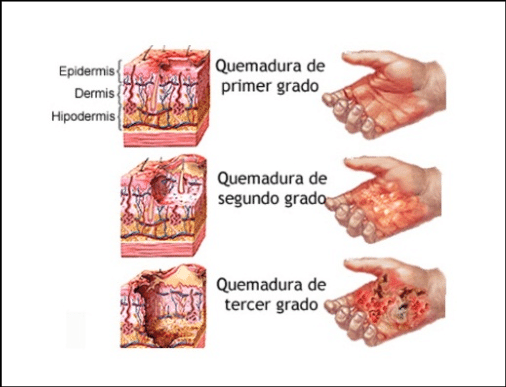 Epidermis
Dermis
Hipodermis
Quemadura de
primer grado
Quemadura de
segundo grado
Quemadura de
tercer grado